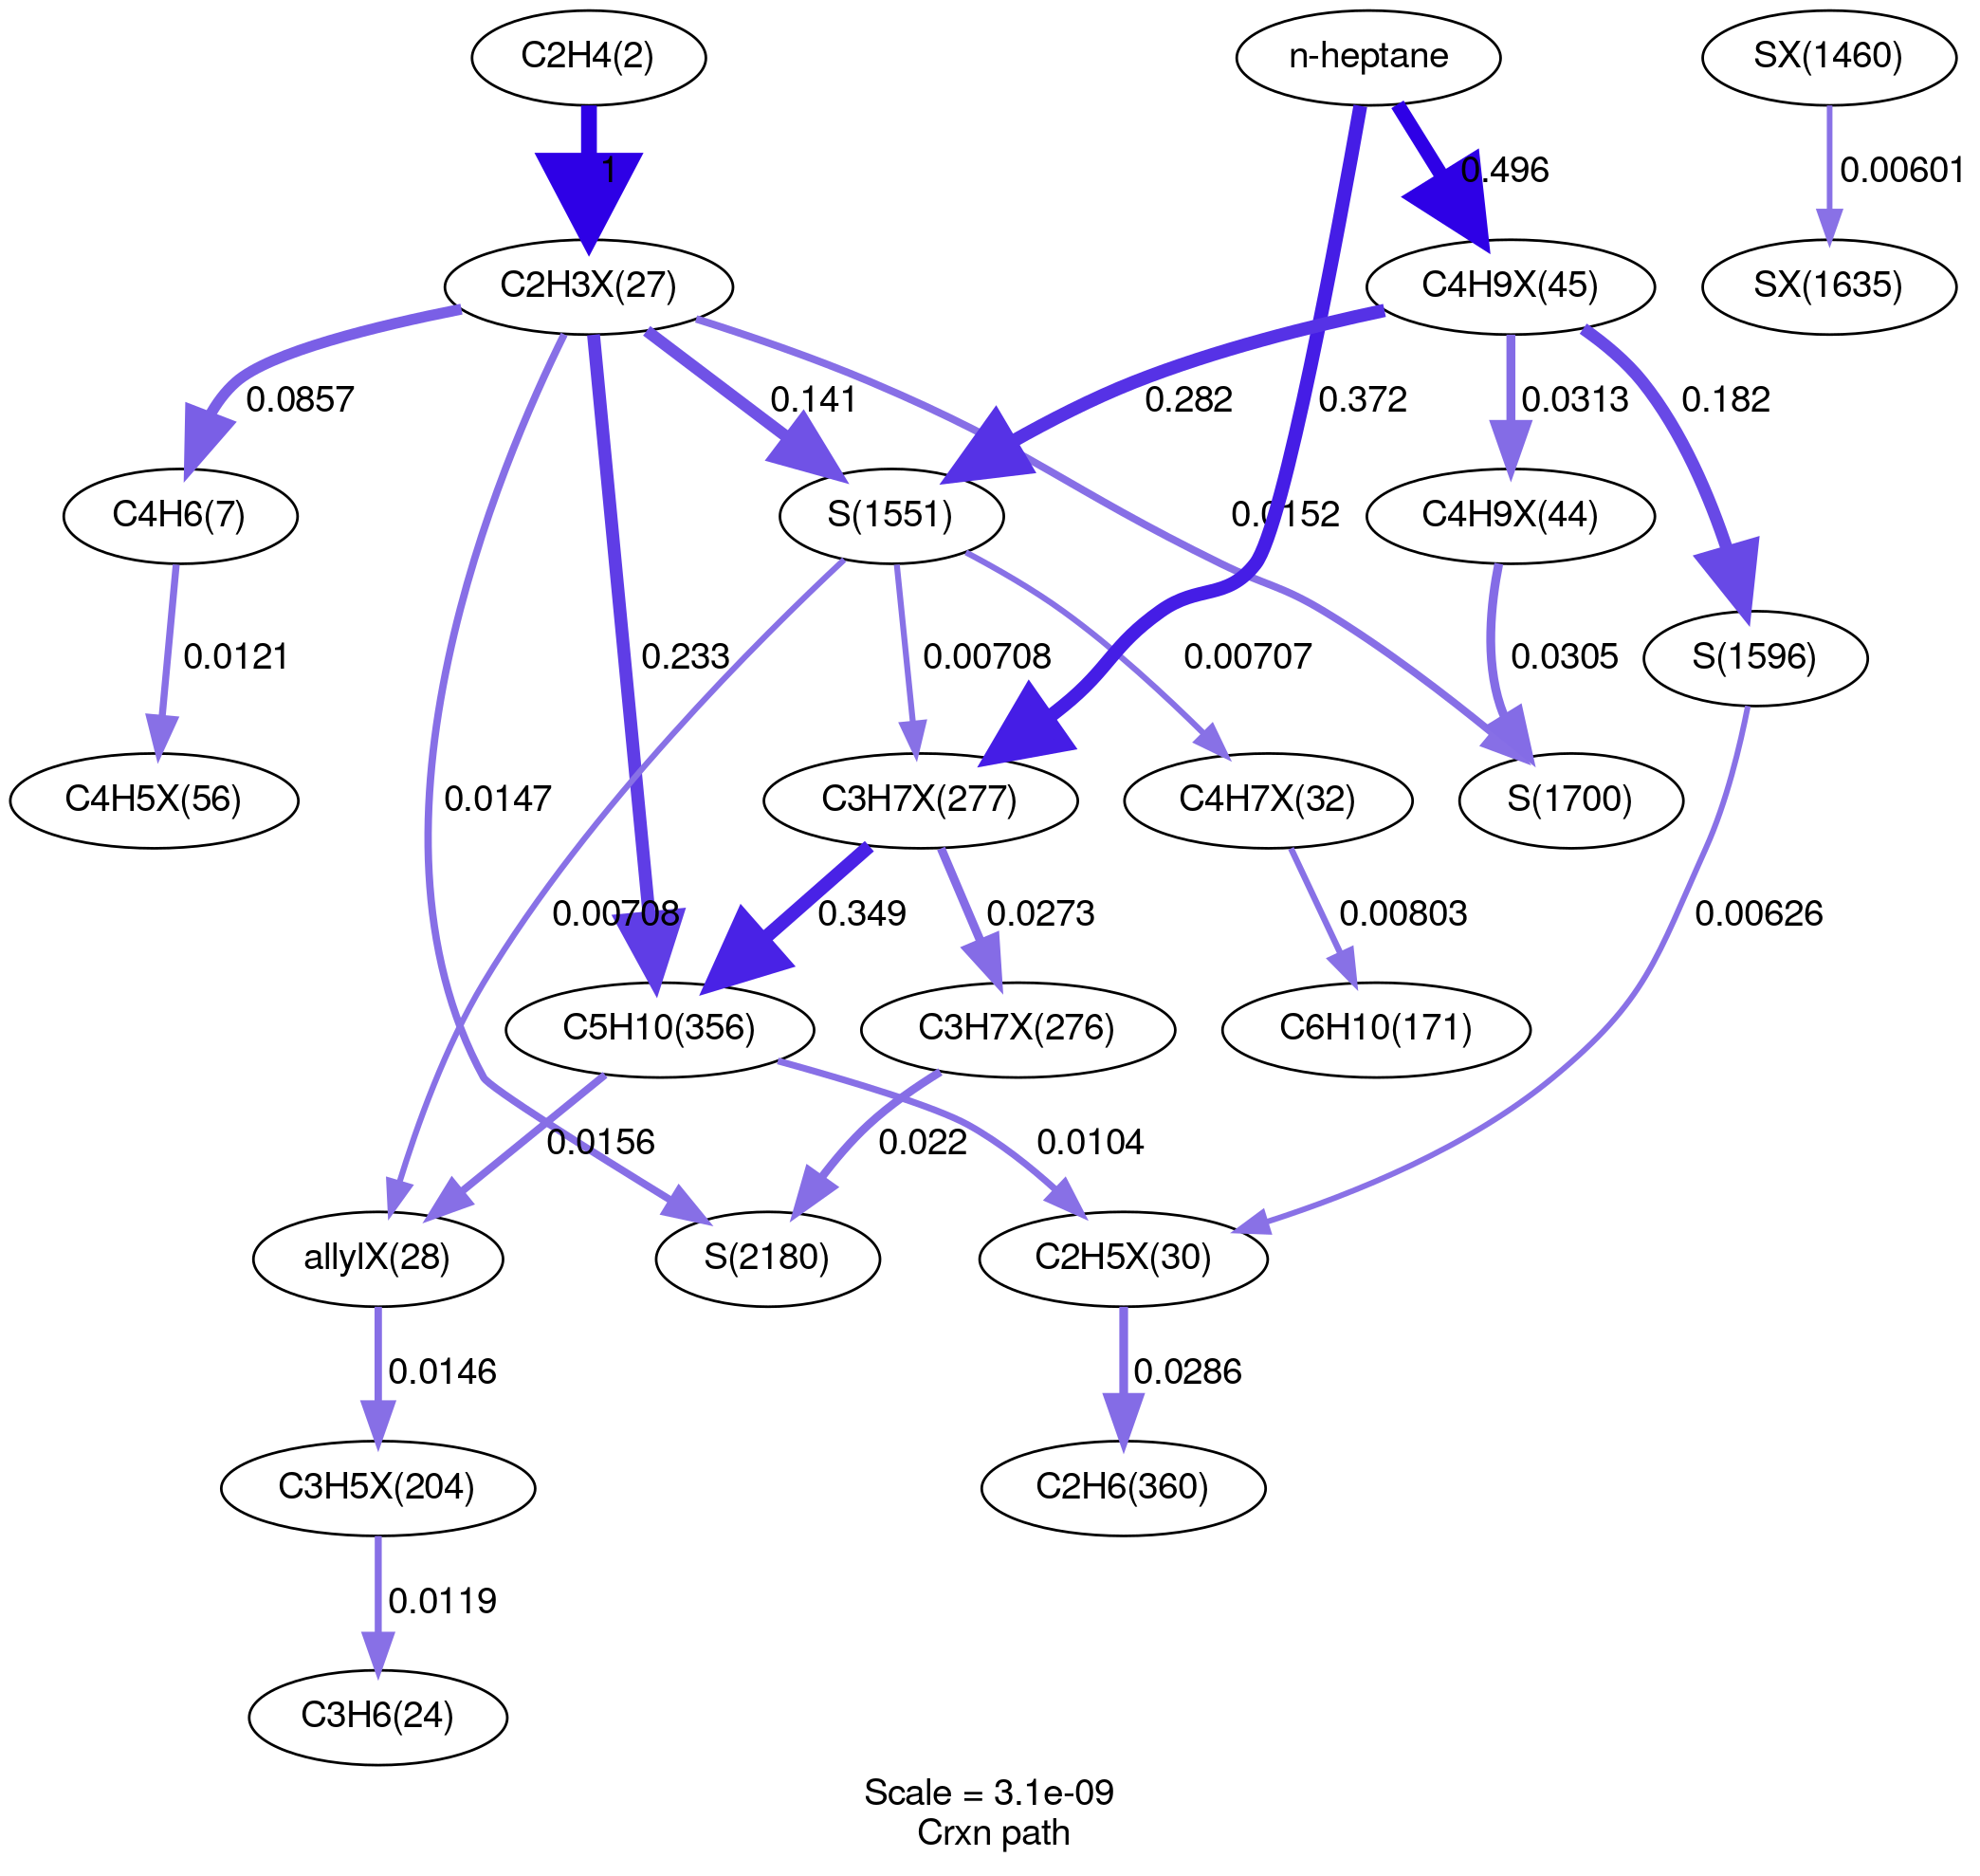 C2H4(2)
n-heptane
SX(1460)
1
0.496
0.00601
C2H3X(27)
C4H9X(45)
SX(1635)
0.0857
0.141
0.282
0.372
0.0313
0.182
C4H6(7)
S(1551)
0.0152
C4H9X(44)
0.0121
0.233
0.00708
0.00707
0.0305
S(1596)
C4H5X(56)
0.0147
C3H7X(277)
C4H7X(32)
S(1700)
0.00708
0.349
0.0273
0.00803
0.00626
C5H10(356)
C3H7X(276)
C6H10(171)
0.0156
0.022
0.0104
allylX(28)
S(2180)
C2H5X(30)
0.0146
0.0286
C3H5X(204)
C2H6(360)
0.0119
C3H6(24)
Scale = 3.1e-09
Crxn path